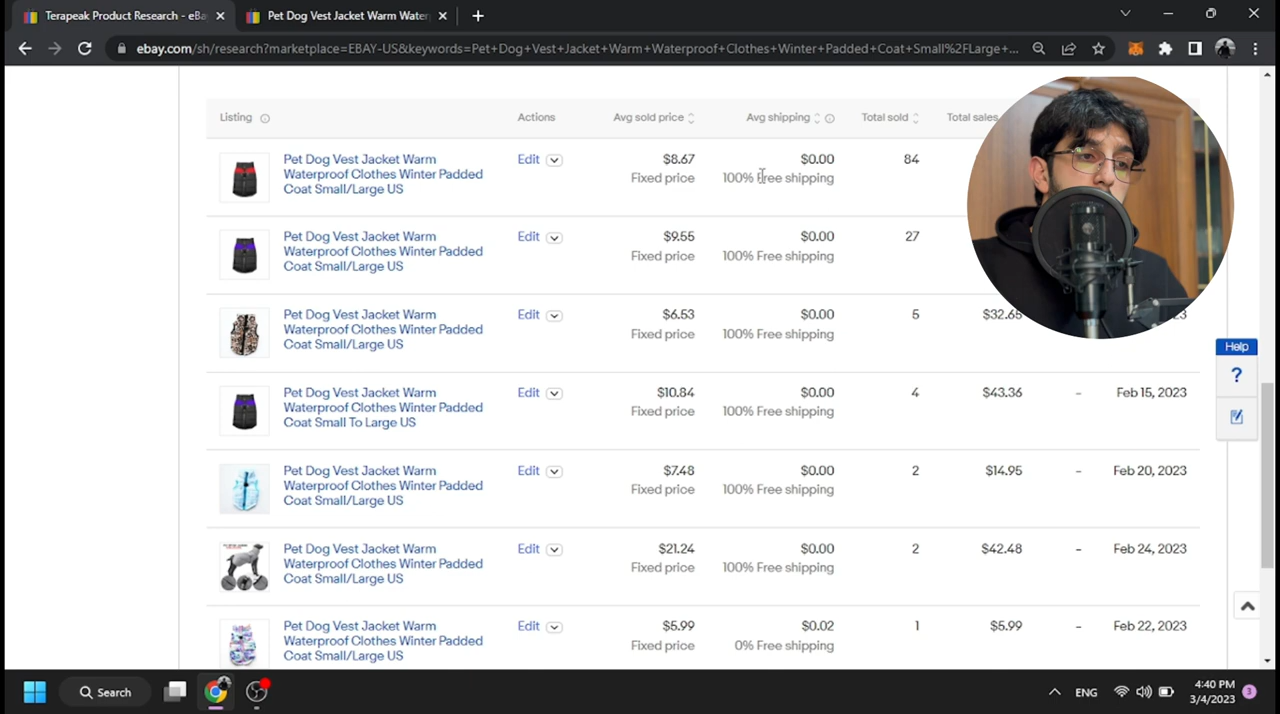 Terapeak Product Research - eBa
Pet Dog Vest Jacket Warm Water
ebay.com/sh/research?marketplace=EBAY-US&keywords=Pet+Dog+Vest+Jacket+Warm+Waterproof+Clothes+Winter+Padded+Coat+Small%2FLarge+...
Listing Actions Avg sold price Avg shipping Total sold Total sales
Pet Dog Vest Jacket Warm
Waterproof Clothes Winter Padded
Coat Small/Large US
Edit $8.67 $0.00 84
Fixed price 100% Free shipping
Pet Dog Vest Jacket Warm
Waterproof Clothes Winter Padded
Coat Small/Large US
Edit $9.55 $0.00 27
Fixed price 100% Free shipping
Pet Dog Vest Jacket Warm
Waterproof Clothes Winter Padded
Coat Small/Large US
Edit $6.53 $0.00 5 $32.65
Fixed price 100% Free shipping
Pet Dog Vest Jacket Warm
Waterproof Clothes Winter Padded
Coat Small To Large US
Edit $10.84 $0.00 4 $43.36 - Feb 15, 2023
Fixed price 100% Free shipping
Pet Dog Vest Jacket Warm
Waterproof Clothes Winter Padded
Coat Small/Large US
Edit $7.48 $0.00 2 $14.95 - Feb 20, 2023
Fixed price 100% Free shipping
Pet Dog Vest Jacket Warm
Waterproof Clothes Winter Padded
Coat Small/Large US
Edit $21.24 $0.00 2 $42.48 - Feb 24, 2023
Fixed price 100% Free shipping
Pet Dog Vest Jacket Warm
Waterproof Clothes Winter Padded
Coat Small/Large US
Edit $5.99 $0.02 1 $5.99 - Feb 22, 2023
Fixed price 0% Free shipping
Help
?
Search
ENG
4:40 PM
3/4/2023
3